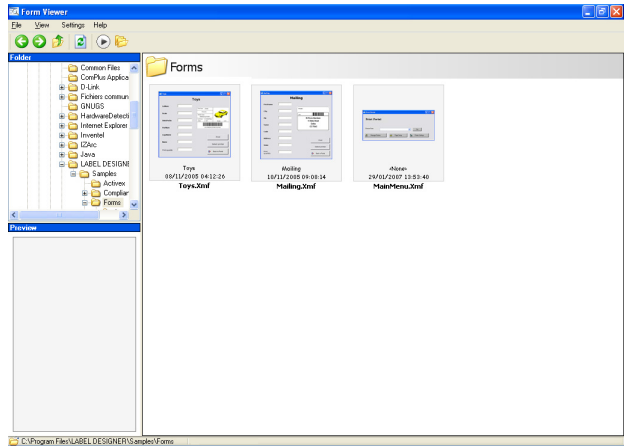 Form Viewer
File View Settings Help
Folder
Common Files
ComPlus Applica
D-Link
Fichiers commun
GNUGS
HardwareDetecti
Internet Explorer
Inventel
IZArc
Java
LABEL DESIGNE
Samples
Activex
Complian
Forms
Preview
Forms
Toys
Toys
08/11/2005 04:12:26
Toys.Xmf
Mailing
Mailing
10/11/2005 09:08:14
Mailing.Xmf
<None>
29/01/2007 13:53:40
MainMenu.Xmf
C:\Program Files\LABEL DESIGNER\Samples\Forms